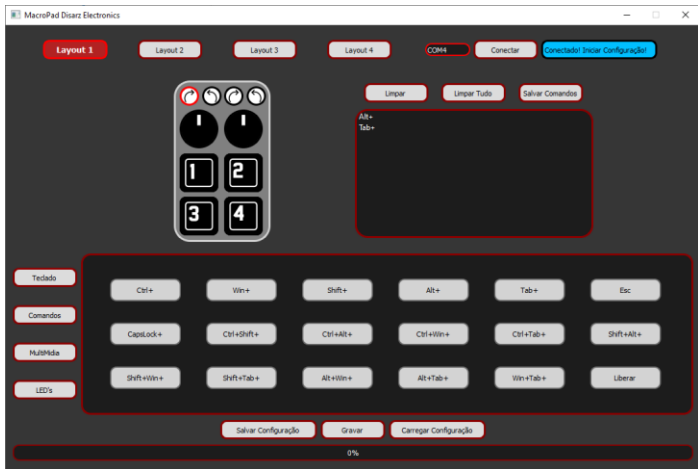 MacroPad Disarz Electronics
Layout 1 Layout 2 Layout 3 Layout 4 COM4 Conectar Conectado! Iniciar Configuração!
Limpar Limpar Tudo Salvar Comandos
Alt+
Tab+
1 2
3 4
Teclado
Comandos
MultiMidia
LED's
Ctrl+ Win+ Shift+ Alt+ Tab+ Esc
CapsLock+ Ctrl+Shift+ Ctrl+Alt+ Ctrl+Win+ Ctrl+Tab+ Shift+Alt+
Shift+Win+ Shift+Tab+ Alt+Win+ Alt+Tab+ Win+Tab+ Liberar
Salvar Configuração Gravar Carregar Configuração
0%